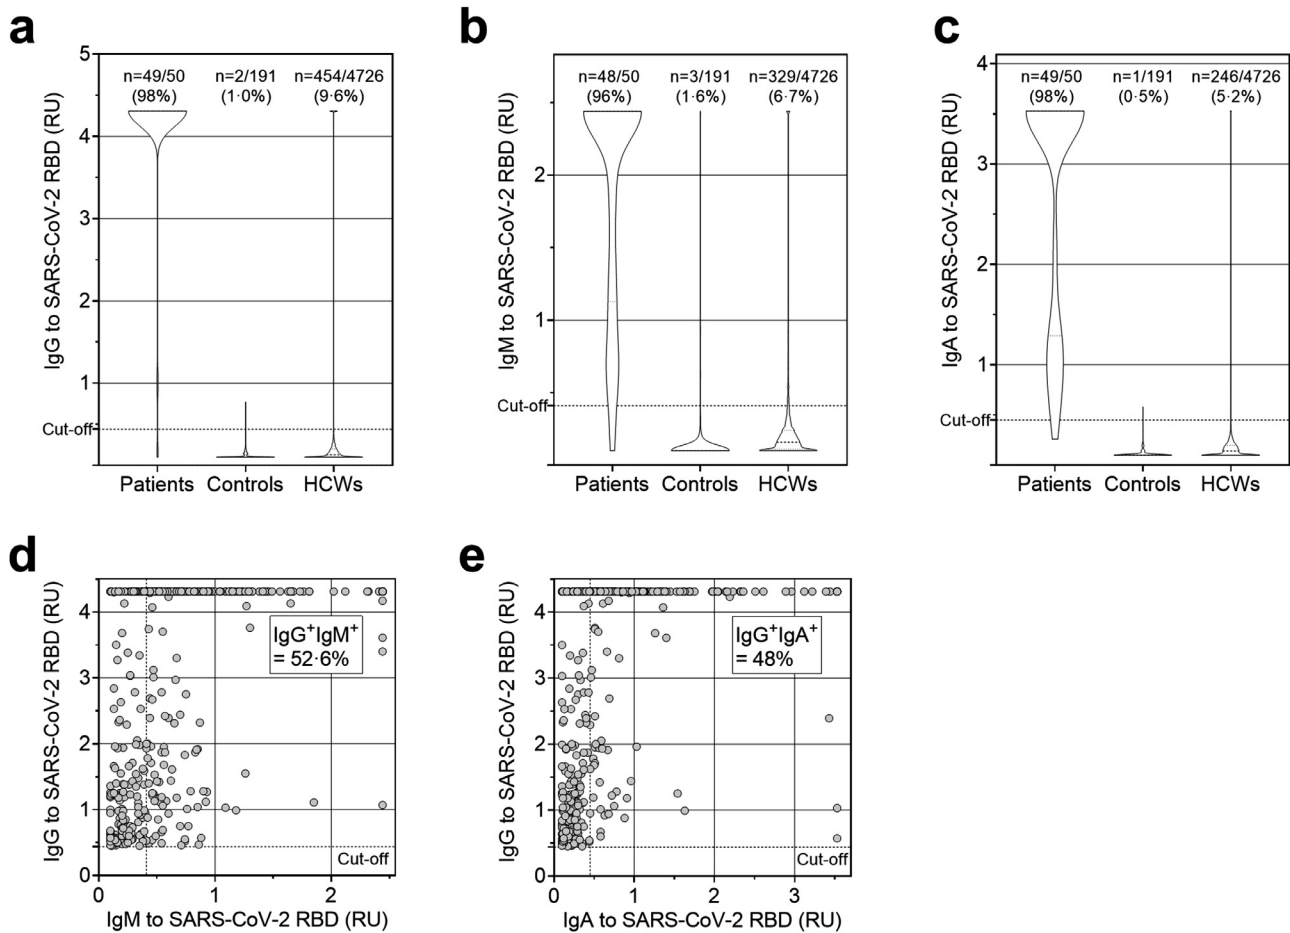 a
IgG to SARS-CoV-2 RBD (RU)
5
4
3
2
1
Cut-off
n=49/50
(98%)
n=2/191
(1·0%)
n=454/4726
(9·6%)
Patients
Controls
HCWs
b
IgM to SARS-CoV-2 RBD (RU)
2
1
Cut-off
n=48/50
(96%)
n=3/191
(1·6%)
n=329/4726
(6·7%)
Patients
Controls
HCWs
c
IgA to SARS-CoV-2 RBD (RU)
4
3
2
1
Cut-off
n=49/50
(98%)
n=1/191
(0·5%)
n=246/4726
(5·2%)
Patients
Controls
HCWs
d
IgG to SARS-CoV-2 RBD (RU)
4
3
2
1
0
IgG⁺IgM⁺
= 52·6%
Cut-off
0
1
2
IgM to SARS-CoV-2 RBD (RU)
e
IgG to SARS-CoV-2 RBD (RU)
4
3
2
1
0
IgG⁺IgA⁺
= 48%
Cut-off
0
1
2
3
IgA to SARS-CoV-2 RBD (RU)